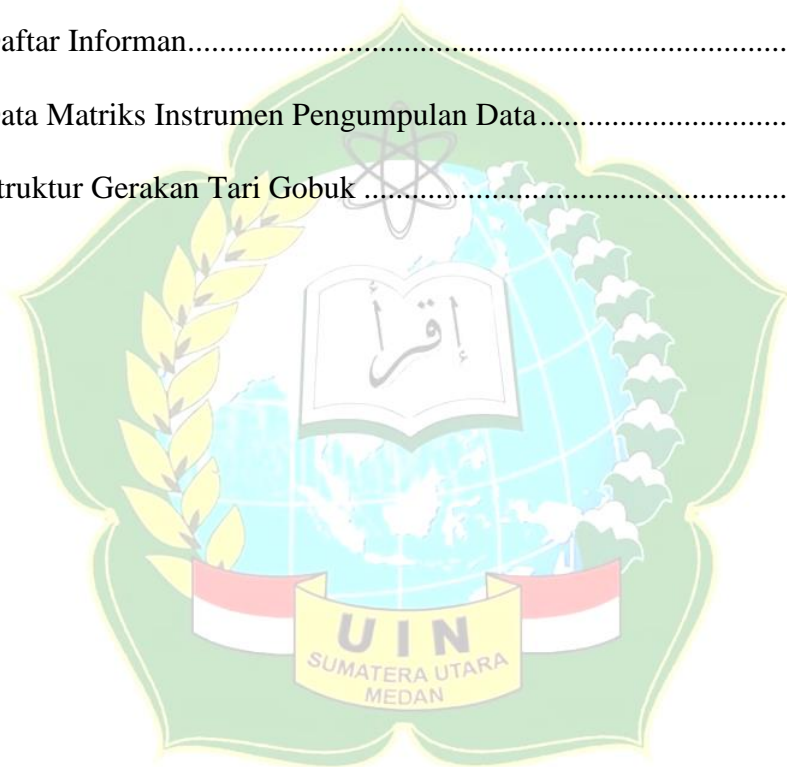 aftar Informan..........................................................................
ata Matriks Instrumen Pengumpulan Data...............................
truktur Gerakan Tari Gobuk .....................................................
إقرأ
UIN
SUMATERA UTARA
MEDAN